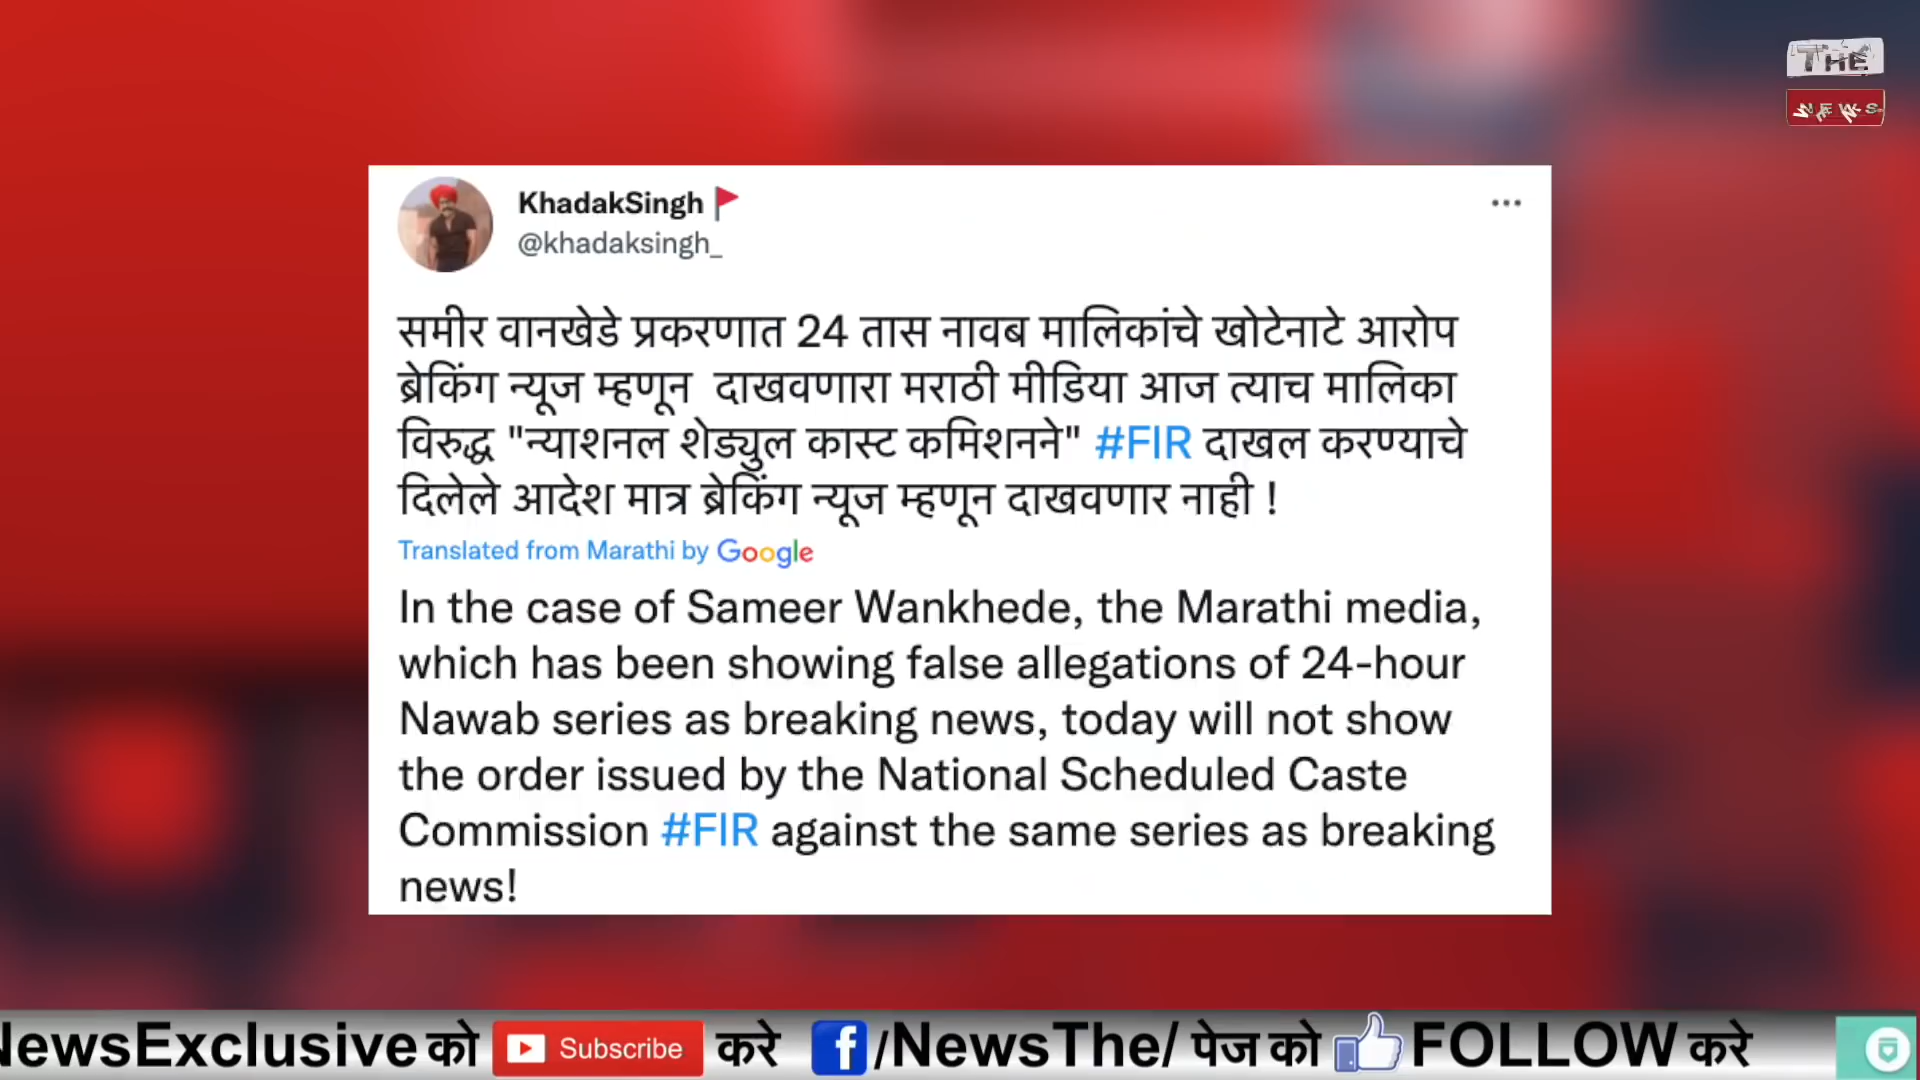 THE
NEWS
KhadakSingh
@khadaksingh_
समीर वानखेडे प्रकरणात 24 तास नावब मालिकांचे खोटेनाटे आरोप
ब्रेकिंग न्यूज म्हणून दाखवणारा मराठी मीडिया आज त्याच मालिका
विरुद्ध "न्याशनल शेड्युल कास्ट कमिशनने" #FIR दाखल करण्याचे
दिलेले आदेश मात्र ब्रेकिंग न्यूज म्हणून दाखवणार नाही !
Translated from Marathi by Google
In the case of Sameer Wankhede, the Marathi media,
which has been showing false allegations of 24-hour
Nawab series as breaking news, today will not show
the order issued by the National Scheduled Caste
Commission #FIR against the same series as breaking
news!
NewsExclusive को Subscribe करे f/NewsThe/ पेज को FOLLOW करे